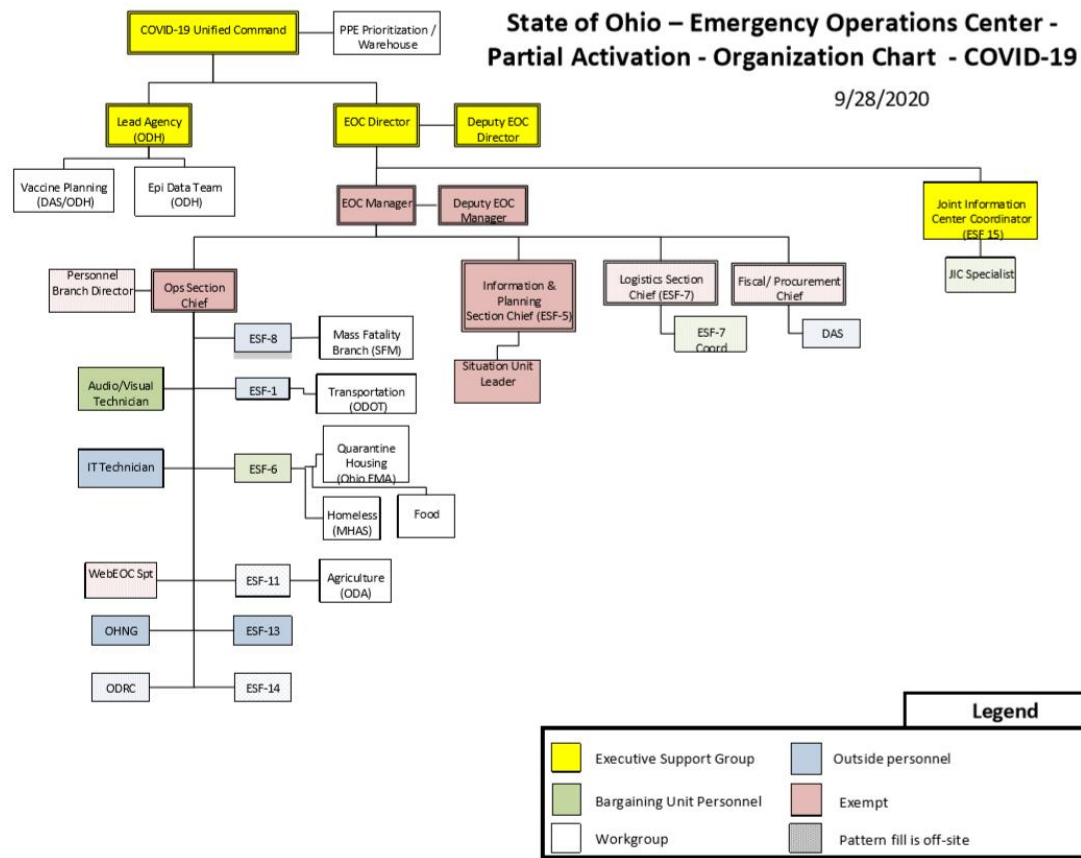 State of Ohio – Emergency Operations Center -
Partial Activation - Organization Chart - COVID-19
9/28/2020
COVID-19 Unified Command
PPE Prioritization /
Warehouse
Lead Agency
(ODH)
EOC Director
Deputy EOC
Director
Vaccine Planning
(DAS/ODH)
Epi Data Team
(ODH)
EOC Manager
Deputy EOC
Manager
Joint Information
Center Coordinator
(ESF 15)
JIC Specialist
Personnel
Branch Director
Ops Section
Chief
Information &
Planning
Section Chief (ESF-5)
Logistics Section
Chief (ESF-7)
Fiscal/ Procurement
Chief
ESF-7
Coord
DAS
Situation Unit
Leader
ESF-8
Mass Fatality
Branch (SFM)
Audio/Visual
Technician
ESF-1
Transportation
(ODOT)
IT Technician
ESF-6
Quarantine
Housing
(Ohio EMA)
Homeless
(MHAS)
Food
WebEOC Spt
ESF-11
Agriculture
(ODA)
OHNG
ESF-13
ODRC
ESF-14
Legend
Executive Support Group
Outside personnel
Bargaining Unit Personnel
Exempt
Workgroup
Pattern fill is off-site